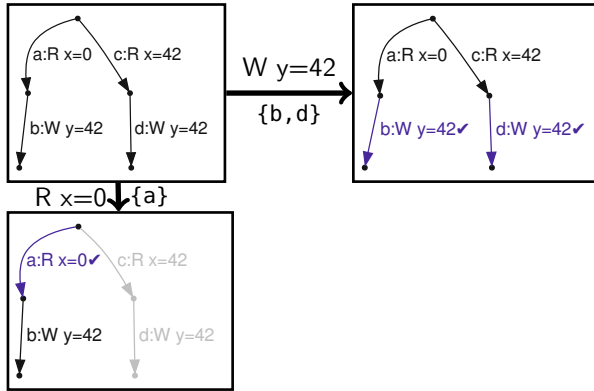 a:R x=0
c:R x=42
b:W y=42
d:W y=42
W y=42
{b,d}
a:R x=0
c:R x=42
b:W y=42✔
d:W y=42✔
R x=0
{a}
a:R x=0✔
c:R x=42
b:W y=42
d:W y=42